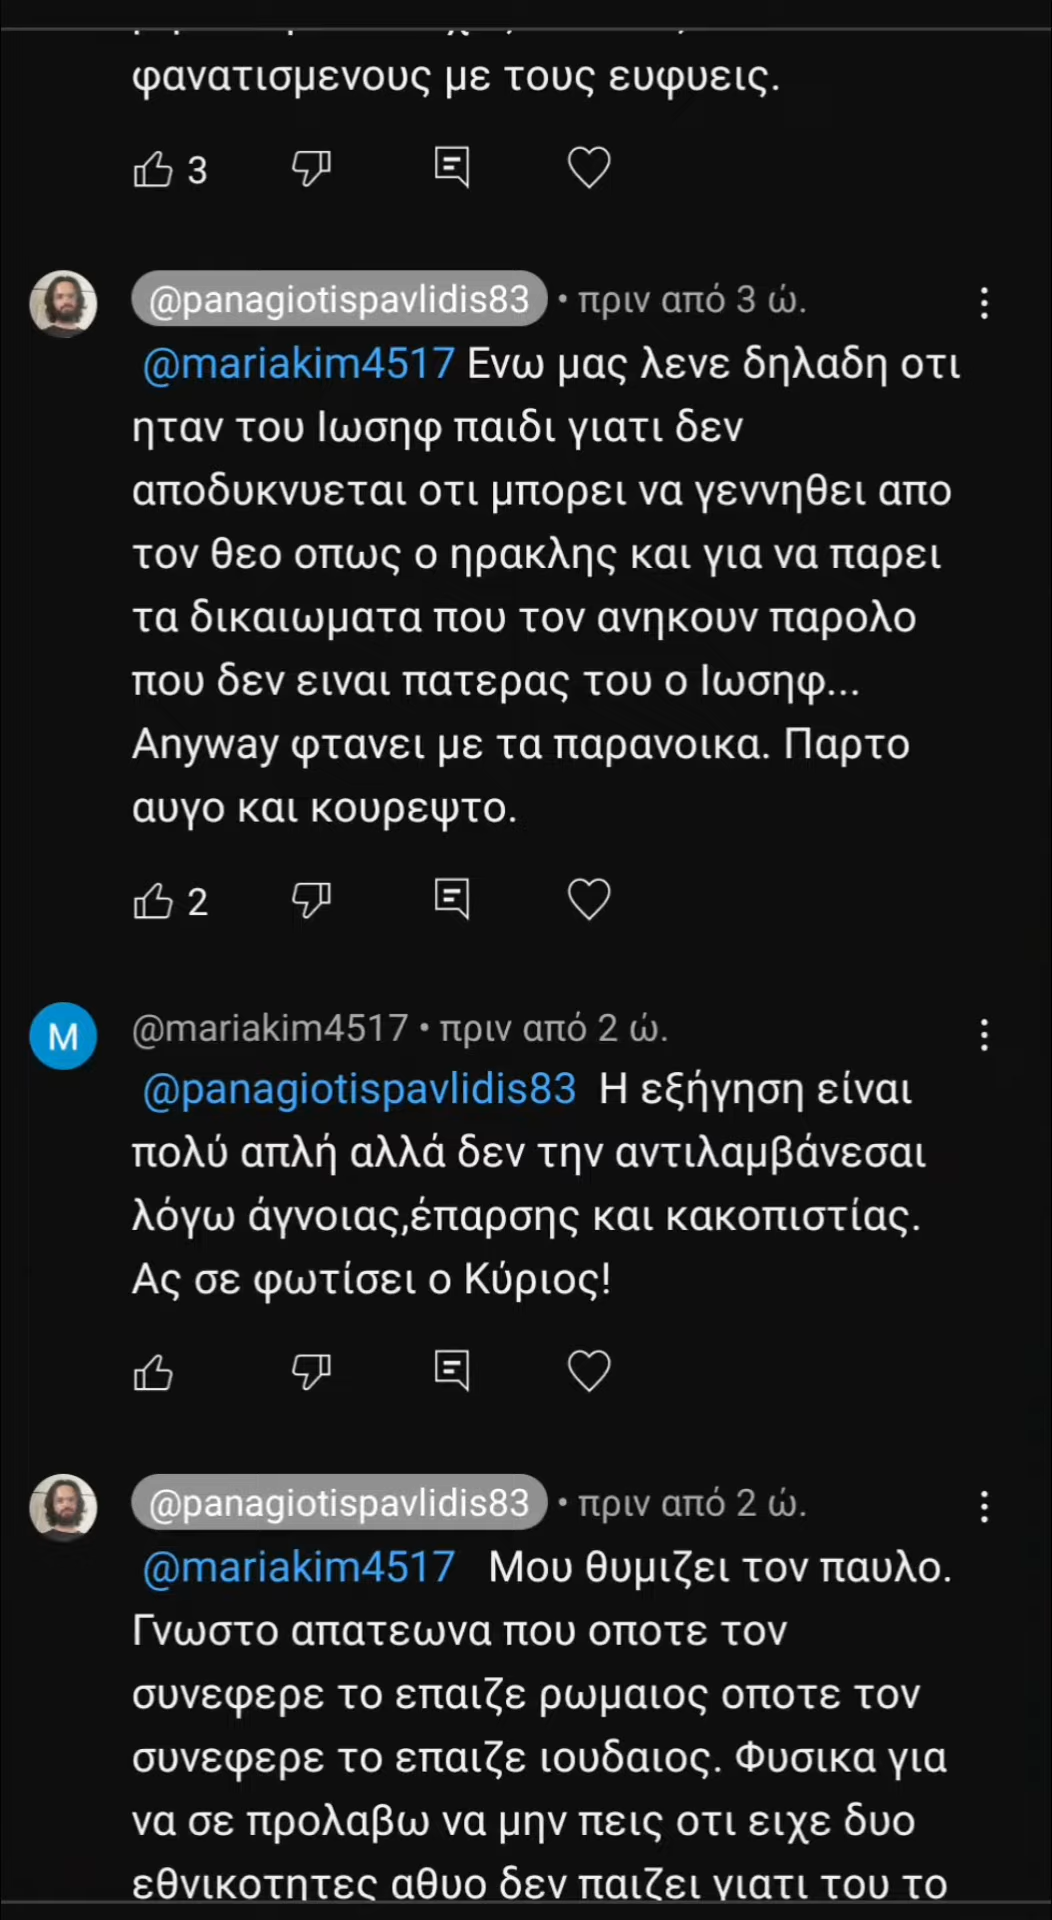 φανατισμενους με τους ευφυεις.
3
@panagiotispavlidis83 • πριν από 3 ώ.
@mariakim4517 Ενω μας λενε δηλαδη οτι
ηταν του Ιωσηφ παιδι γιατι δεν
αποδυκνυεται οτι μπορει να γεννηθει απο
τον θεο οπως ο ηρακλης και για να παρει
τα δικαιωματα που τον ανηκουν παρολο
που δεν ειναι πατερας του ο Ιωσηφ...
Anyway φτανει με τα παρανοικα. Παρτο
αυγο και κουρεψτο.
2
M
@mariakim4517 • πριν από 2 ώ.
@panagiotispavlidis83 Η εξήγηση είναι
πολύ απλή αλλά δεν την αντιλαμβάνεσαι
λόγω άγνοιας,έπαρσης και κακοπιστίας.
Ας σε φωτίσει ο Κύριος!
@panagiotispavlidis83 • πριν από 2 ώ.
@mariakim4517 Μου θυμιζει τον παυλο.
Γνωστο απατεωνα που οποτε τον
συνεφερε το επαιζε ρωμαιος οποτε τον
συνεφερε το επαιζε ιουδαιος. Φυσικα για
να σε προλαβω να μην πεις οτι ειχε δυο
εθνικοτητες αθυο δεν παιζει γιατι του το